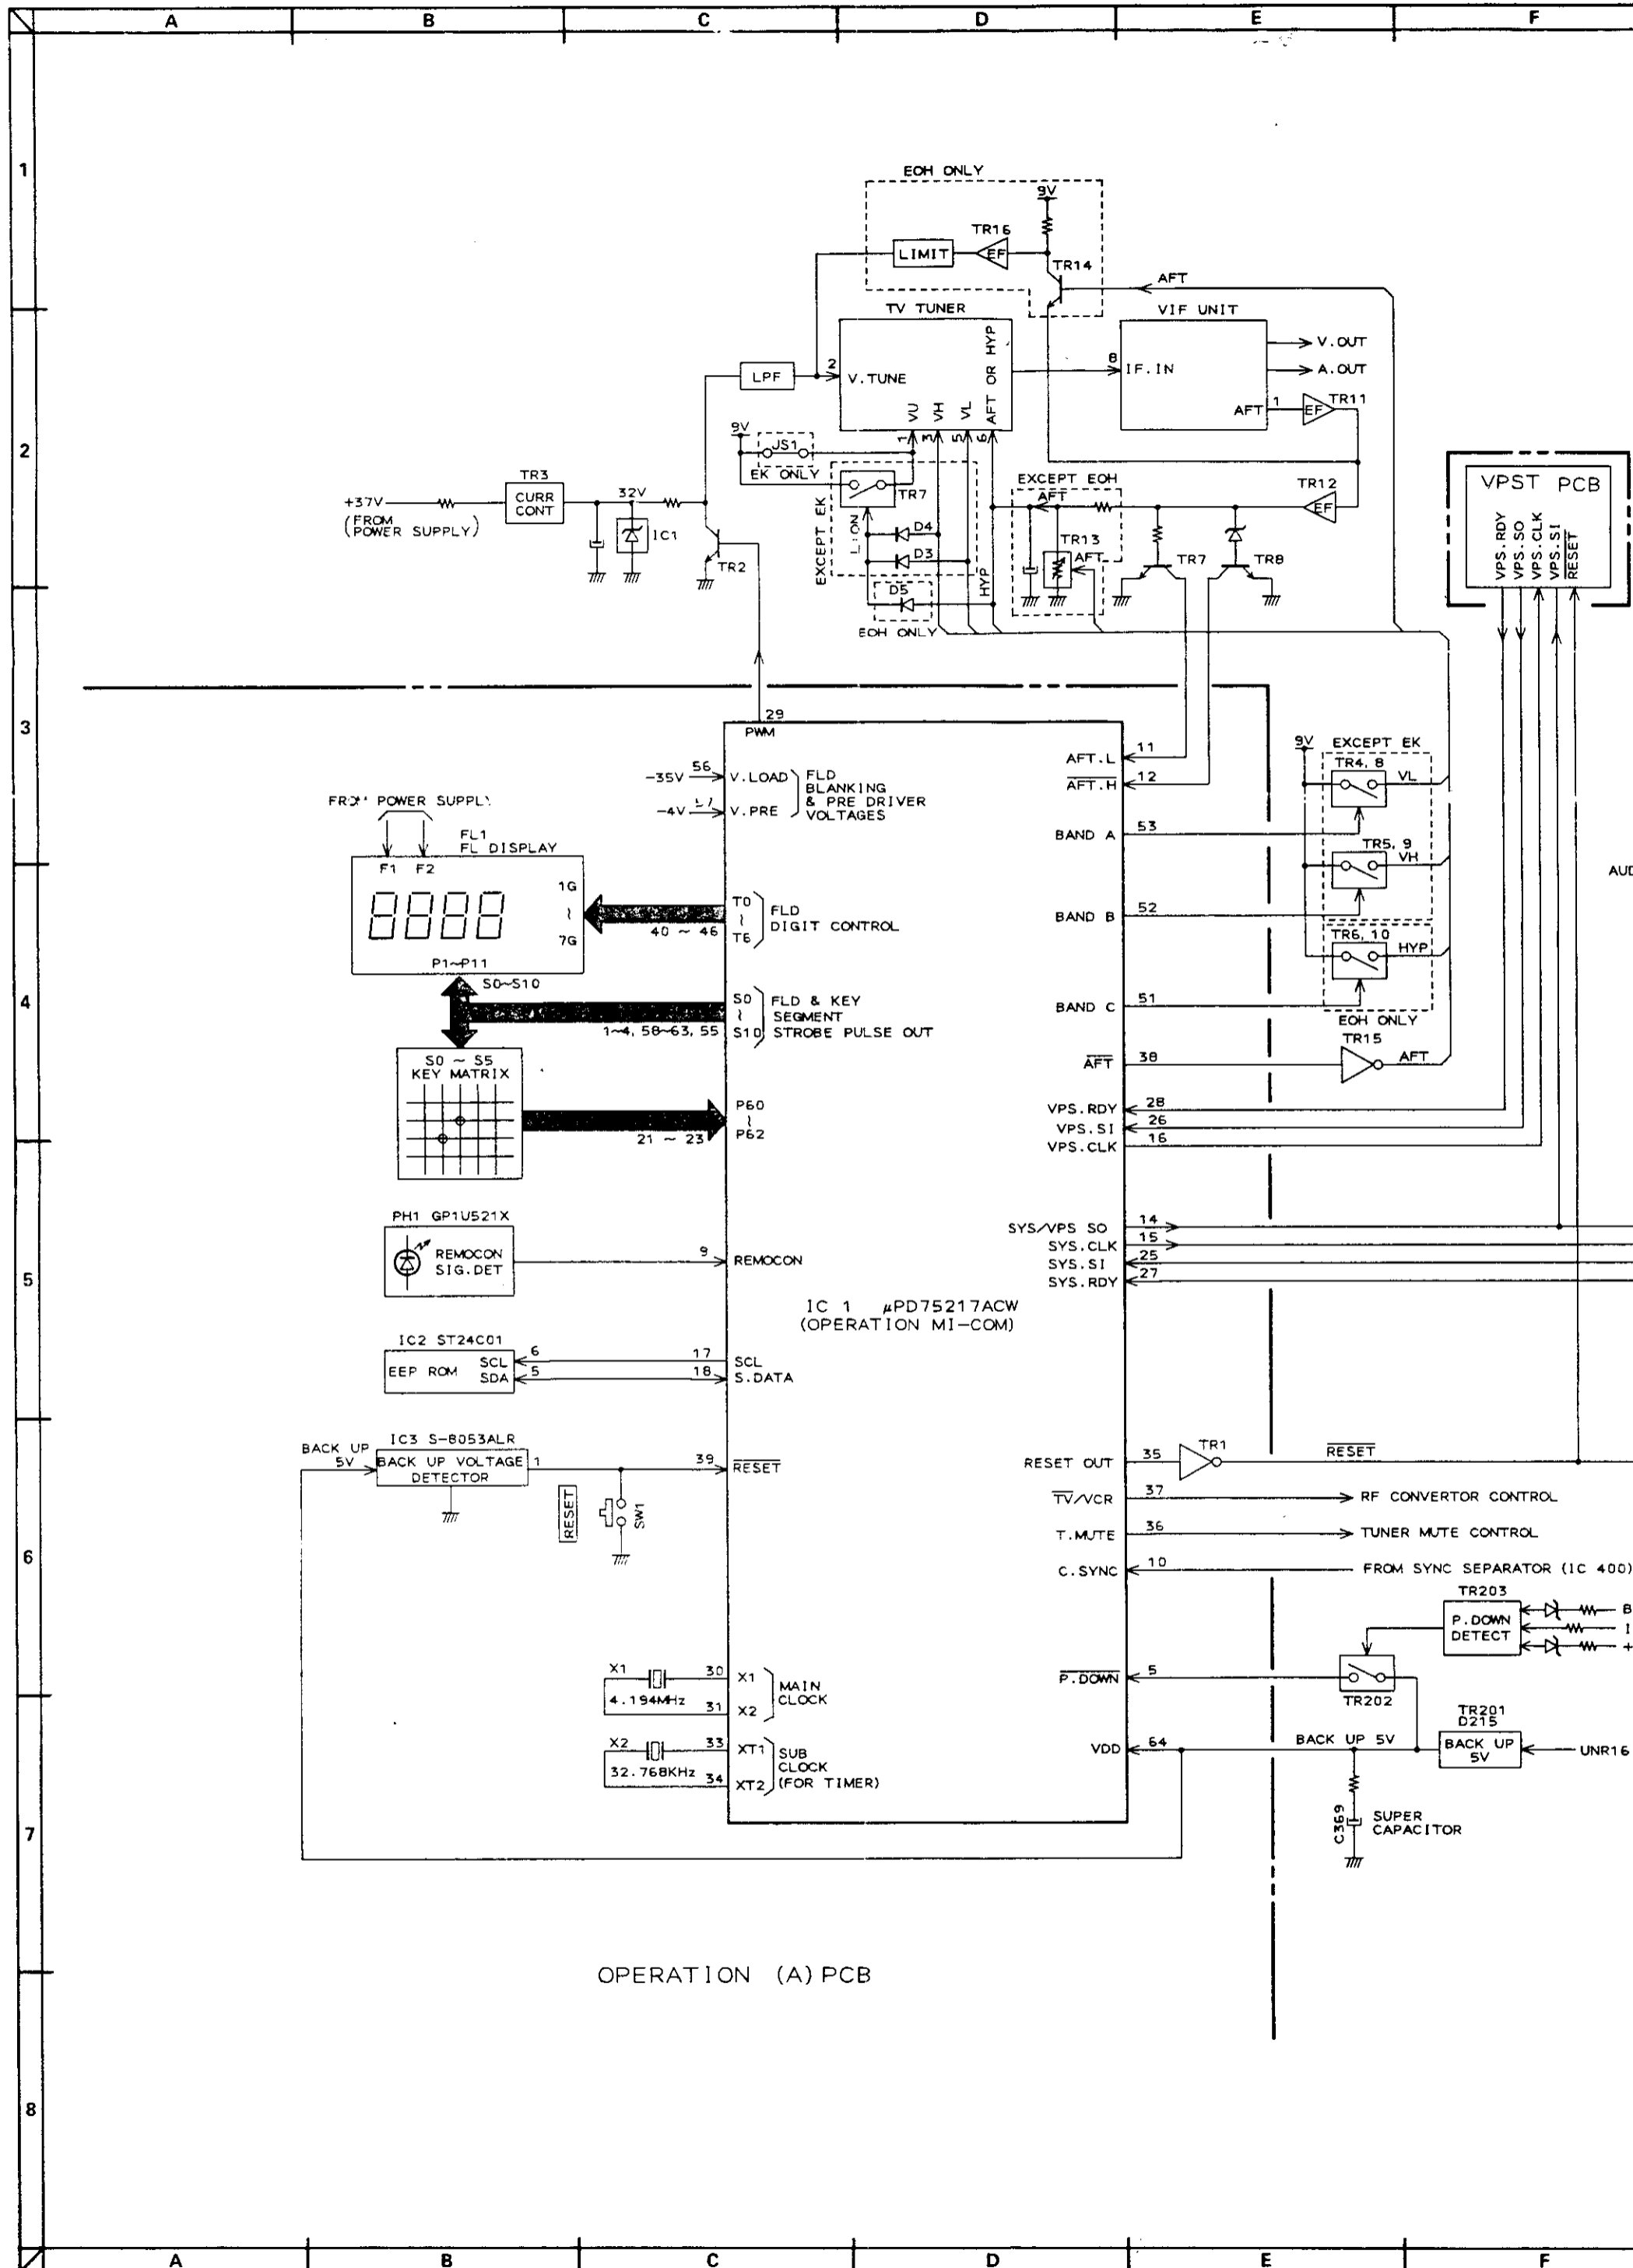 A B C D E F
1
EOH ONLY
9V
TR16
LIMIT
EF
TR14
AFT
TV TUNER
VIF UNIT
AFT OR HYP
V.OUT
LPF
2
V.TUNE
8
IF.IN
A.OUT
VU
VH
VL
AFT
1
EF
TR11
1
3
5
6
2
9V
JS1
EK ONLY
TR3
+37V
CURR
CONT
32V
(FROM
POWER SUPPLY)
IC1
TR2
TR7
EXCEPT EK
L:ON
D4
D3
HYP
D5
EOH ONLY
EXCEPT EOH
AFT
TR13
AFT
TR12
EF
TR7
TR8
VPST PCB
VPS.RDY
VPS.SO
VPS.CLK
VPS.SI
RESET
3
29
PWM
-35V
56
V.LOAD
FLD
BLANKING
& PRE DRIVER
VOLTAGES
-4V
V.PRE
AFT.L
11
AFT.H
12
BAND A
53
9V
EXCEPT EK
TR4, 8
VL
TR5, 9
VH
BAND B
52
TR6, 10
HYP
BAND C
51
EOH ONLY
POWER SUPPLY
FL1
FL DISPLAY
F1 F2
8888
1G
~
7G
P1~P11
40 ~ 46
T0
~
T6
FLD
DIGIT CONTROL
4
S0~S10
1~4, 58~63, 55
S0
~
S10
FLD & KEY
SEGMENT
STROBE PULSE OUT
TR15
AFT
38
AFT
S0 ~ S5
KEY MATRIX
21 ~ 23
P60
~
P62
VPS.RDY
28
VPS.SI
26
VPS.CLK
16
PH1 GP1U521X
REMOCON
SIG.DET
9
REMOCON
SYS/VPS SO
14
SYS.CLK
15
SYS.SI
25
SYS.RDY
27
5
IC 1 μPD75217ACW
(OPERATION MI-COM)
IC2 ST24C01
EEP ROM
SCL
6
17
SCL
SDA
5
18
S.DATA
BACK UP
5V
IC3 S-8053ALR
BACK UP VOLTAGE
DETECTOR
1
39
RESET
RESET
SW1
RESET OUT
35
TR1
RESET
TV/VCR
37
RF CONVERTOR CONTROL
T.MUTE
36
TUNER MUTE CONTROL
6
C.SYNC
10
FROM SYNC SEPARATOR (IC 400)
TR203
P.DOWN
DETECT
B
I
+
X1
4.194MHz
30
X1
31
X2
MAIN
CLOCK
P.DOWN
5
TR202
X2
32.768KHz
33
XT1
34
XT2
SUB
CLOCK
(FOR TIMER)
VDD
64
BACK UP 5V
TR201
D215
BACK UP
5V
UNR16
7
C369
SUPER
CAPACITOR
OPERATION (A) PCB
8
A B C D E F